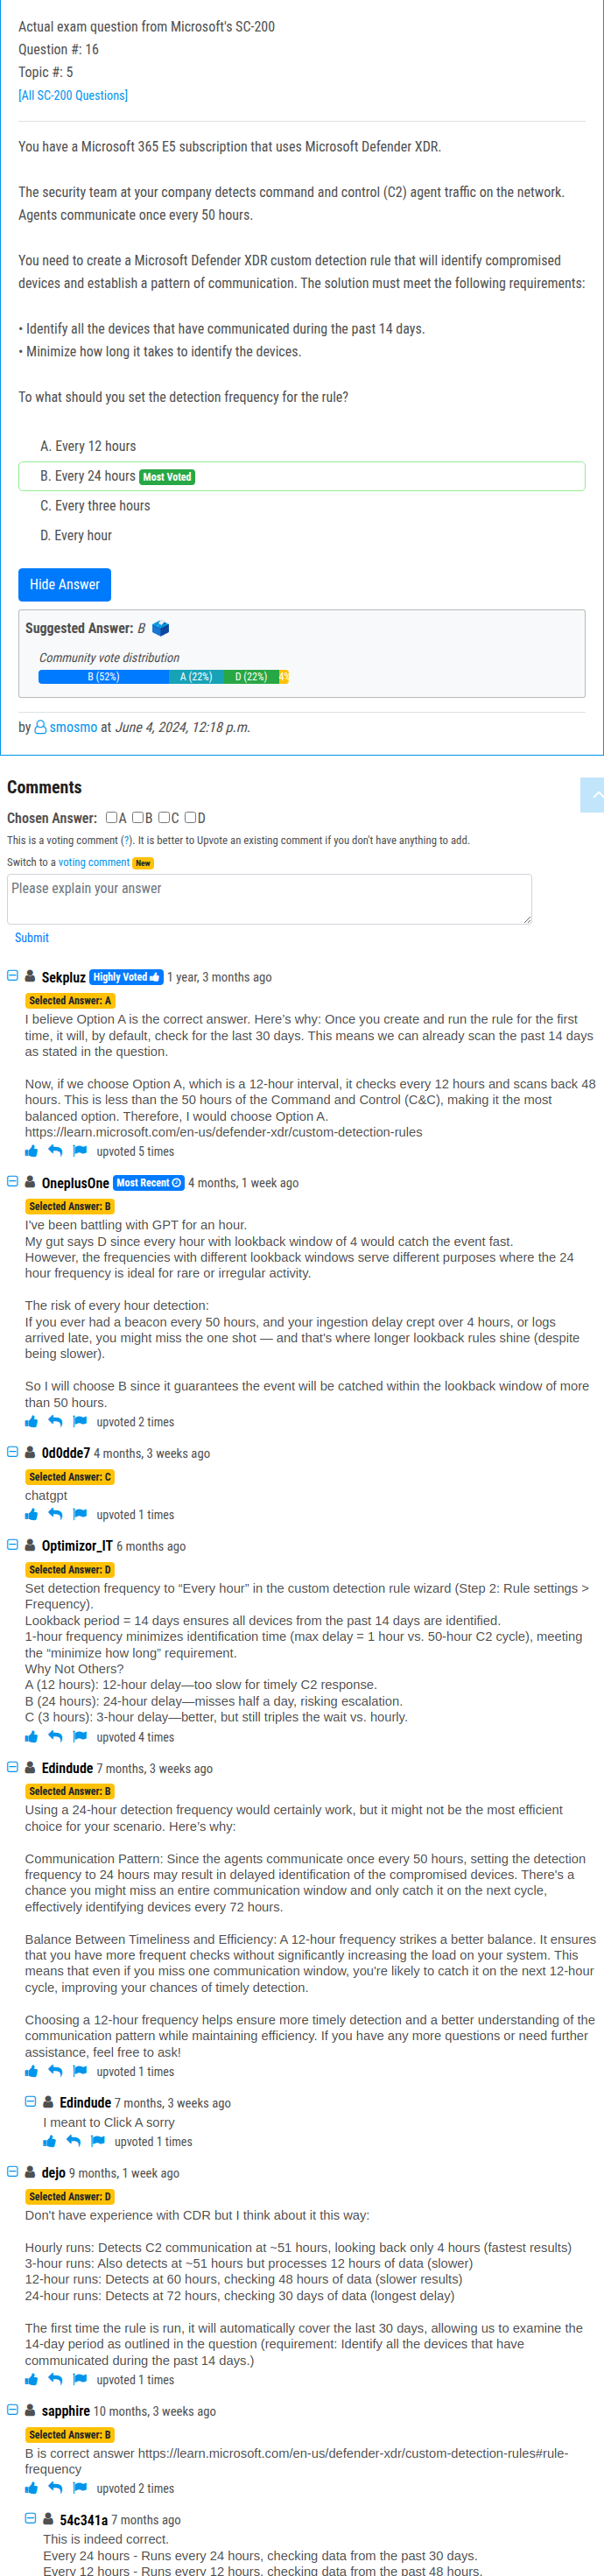 Actual exam question from Microsoft's SC-200
Question #: 16
Topic #: 5
[All SC-200 Questions]
You have a Microsoft 365 E5 subscription that uses Microsoft Defender XDR.
The security team at your company detects command and control (C2) agent traffic on the network.
Agents communicate once every 50 hours.
You need to create a Microsoft Defender XDR custom detection rule that will identify compromised
devices and establish a pattern of communication. The solution must meet the following requirements:
• Identify all the devices that have communicated during the past 14 days.
• Minimize how long it takes to identify the devices.
To what should you set the detection frequency for the rule?
A. Every 12 hours
B. Every 24 hours Most Voted
C. Every three hours
D. Every hour
Hide Answer
Suggested Answer: B
Community vote distribution
B (52%) A (22%) D (22%) 4%
by smosmo at June 4, 2024, 12:18 p.m.
Comments
Chosen Answer: A B C D
This is a voting comment (?). It is better to Upvote an existing comment if you don't have anything to add.
Switch to a voting comment New
Please explain your answer
Submit
Sekpluz Highly Voted 1 year, 3 months ago
Selected Answer: A
I believe Option A is the correct answer. Here's why: Once you create and run the rule for the first
time, it will, by default, check for the last 30 days. This means we can already scan the past 14 days
as stated in the question.
Now, if we choose Option A, which is a 12-hour interval, it checks every 12 hours and scans back 48
hours. This is less than the 50 hours of the Command and Control (C&C), making it the most
balanced option. Therefore, I would choose Option A.
https://learn.microsoft.com/en-us/defender-xdr/custom-detection-rules
upvoted 5 times
OneplusOne Most Recent 4 months, 1 week ago
Selected Answer: B
I've been battling with GPT for an hour.
My gut says D since every hour with lookback window of 4 would catch the event fast.
However, the frequencies with different lookback windows serve different purposes where the 24
hour frequency is ideal for rare or irregular activity.
The risk of every hour detection:
If you ever had a beacon every 50 hours, and your ingestion delay crept over 4 hours, or logs
arrived late, you might miss the one shot — and that's where longer lookback rules shine (despite
being slower).
So I will choose B since it guarantees the event will be catched within the lookback window of more
than 50 hours.
upvoted 2 times
0d0dde7 4 months, 3 weeks ago
Selected Answer: C
chatgpt
upvoted 1 times
Optimizor_IT 6 months ago
Selected Answer: D
Set detection frequency to “Every hour” in the custom detection rule wizard (Step 2: Rule settings >
Frequency).
Lookback period = 14 days ensures all devices from the past 14 days are identified.
1-hour frequency minimizes identification time (max delay = 1 hour vs. 50-hour C2 cycle), meeting
the “minimize how long” requirement.
Why Not Others?
A (12 hours): 12-hour delay—too slow for timely C2 response.
B (24 hours): 24-hour delay—misses half a day, risking escalation.
C (3 hours): 3-hour delay—better, but still triples the wait vs. hourly.
upvoted 4 times
Edindude 7 months, 3 weeks ago
Selected Answer: B
Using a 24-hour detection frequency would certainly work, but it might not be the most efficient
choice for your scenario. Here's why:
Communication Pattern: Since the agents communicate once every 50 hours, setting the detection
frequency to 24 hours may result in delayed identification of the compromised devices. There's a
chance you might miss an entire communication window and only catch it on the next cycle,
effectively identifying devices every 72 hours.
Balance Between Timeliness and Efficiency: A 12-hour frequency strikes a better balance. It ensures
that you have more frequent checks without significantly increasing the load on your system. This
means that even if you miss one communication window, you're likely to catch it on the next 12-hour
cycle, improving your chances of timely detection.
Choosing a 12-hour frequency helps ensure more timely detection and a better understanding of the
communication pattern while maintaining efficiency. If you have any more questions or need further
assistance, feel free to ask!
upvoted 1 times
Edindude 7 months, 3 weeks ago
I meant to Click A sorry
upvoted 1 times
dejo 9 months, 1 week ago
Selected Answer: D
Don't have experience with CDR but I think about it this way:
Hourly runs: Detects C2 communication at ~51 hours, looking back only 4 hours (fastest results)
3-hour runs: Also detects at ~51 hours but processes 12 hours of data (slower)
12-hour runs: Detects at 60 hours, checking 48 hours of data (slower results)
24-hour runs: Detects at 72 hours, checking 30 days of data (longest delay)
The first time the rule is run, it will automatically cover the last 30 days, allowing us to examine the
14-day period as outlined in the question (requirement: Identify all the devices that have
communicated during the past 14 days.)
upvoted 1 times
sapphire 10 months, 3 weeks ago
Selected Answer: B
B is correct answer https://learn.microsoft.com/en-us/defender-xdr/custom-detection-rules#rule-
frequency
upvoted 2 times
54c341a 7 months ago
This is indeed correct.
Every 24 hours - Runs every 24 hours, checking data from the past 30 days.
Every 12 hours - Runs every 12 hours, checking data from the past 48 hours.